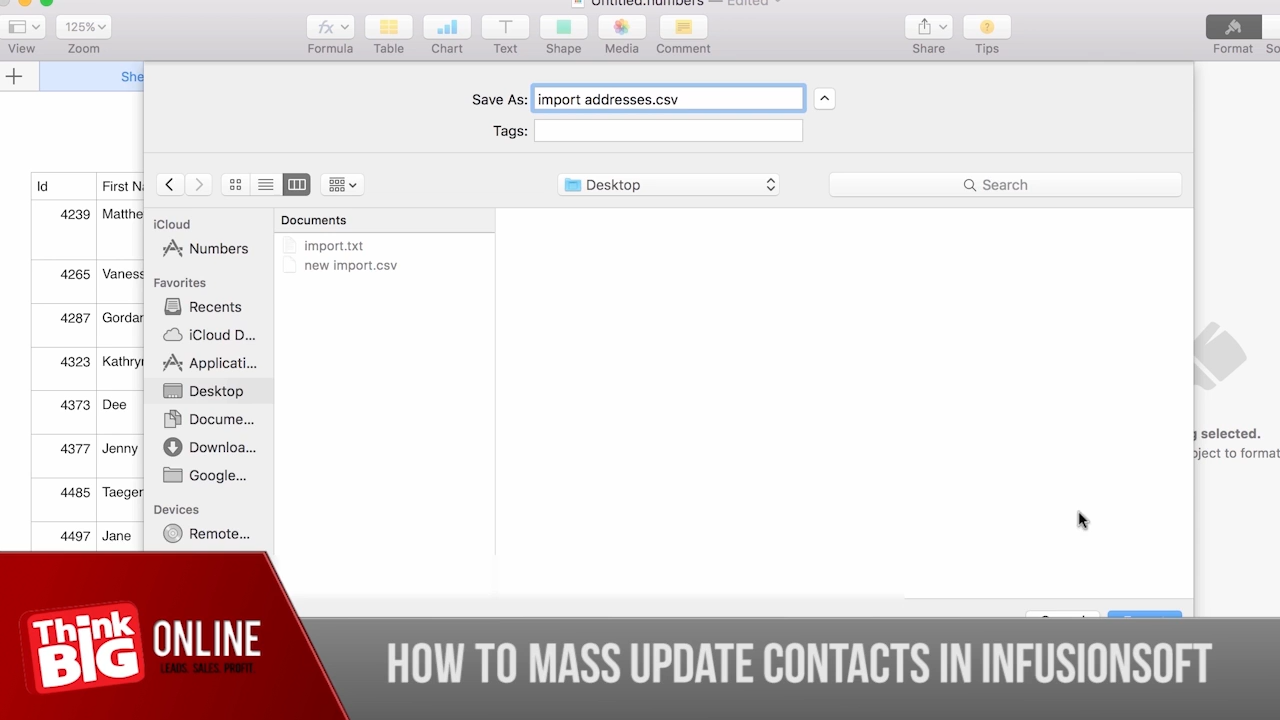 Untitled.numbers — Edited
125%
View
Zoom
Formula
Table
Chart
Text
Shape
Media
Comment
Share
Tips
Format
+
She
Save As: import addresses.csv
Tags:
Desktop
Search
Id
4239 Matthe
4265 Vaness
4287 Gordar
4323
4373 Dee
4377 Jenny
4485 Taeger
4497 Jane
iCloud
Numbers
Favorites
Recents
iCloud D...
Applicati...
Desktop
Docume...
Downloa...
Google...
Devices
Remote...
Documents
import.txt
new import.csv
selected.
to format
Think
BIG
ONLINE
LEADS. SALES. PROFIT.
HOW TO MASS UPDATE CONTACTS IN INFUSIONSOFT